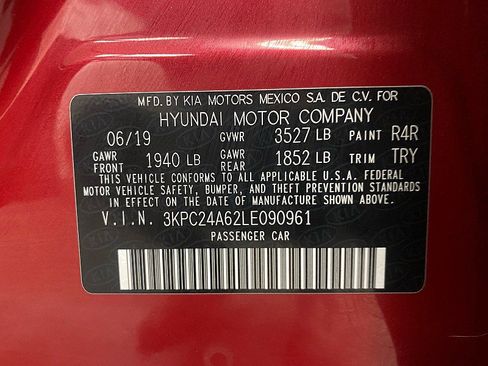 MFD. BY KIA MOTORS MEXICO S.A. DE C.V. FOR
HYUNDAI MOTOR COMPANY
06/19 GVWR 3527 LB PAINT R4R
GAWR FRONT 1940 LB GAWR REAR 1852 LB TRIM TRY
THIS VEHICLE CONFORMS TO ALL APPLICABLE U.S.A. FEDERAL
MOTOR VEHICLE SAFETY, BUMPER, AND THEFT PREVENTION STANDARDS
IN EFFECT ON THE DATE OF MANUFACTURE SHOWN ABOVE.
V.I.N. 3KPC24A62LE090961
PASSENGER CAR